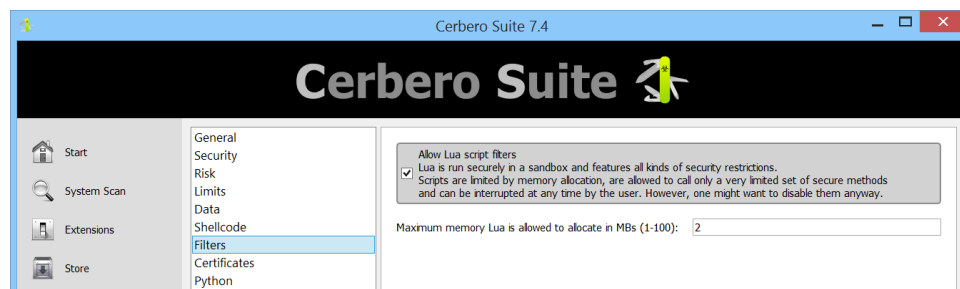 Cerbero Suite 7.4
Cerbero Suite
Start
System Scan
Extensions
Store
General
Security
Risk
Limits
Data
Shellcode
Filters
Certificates
Python
Allow Lua script filters
Lua is run securely in a sandbox and features all kinds of security restrictions.
Scripts are limited by memory allocation, are allowed to call only a very limited set of secure methods
and can be interrupted at any time by the user. However, one might want to disable them anyway.
Maximum memory Lua is allowed to allocate in MBs (1-100): 2